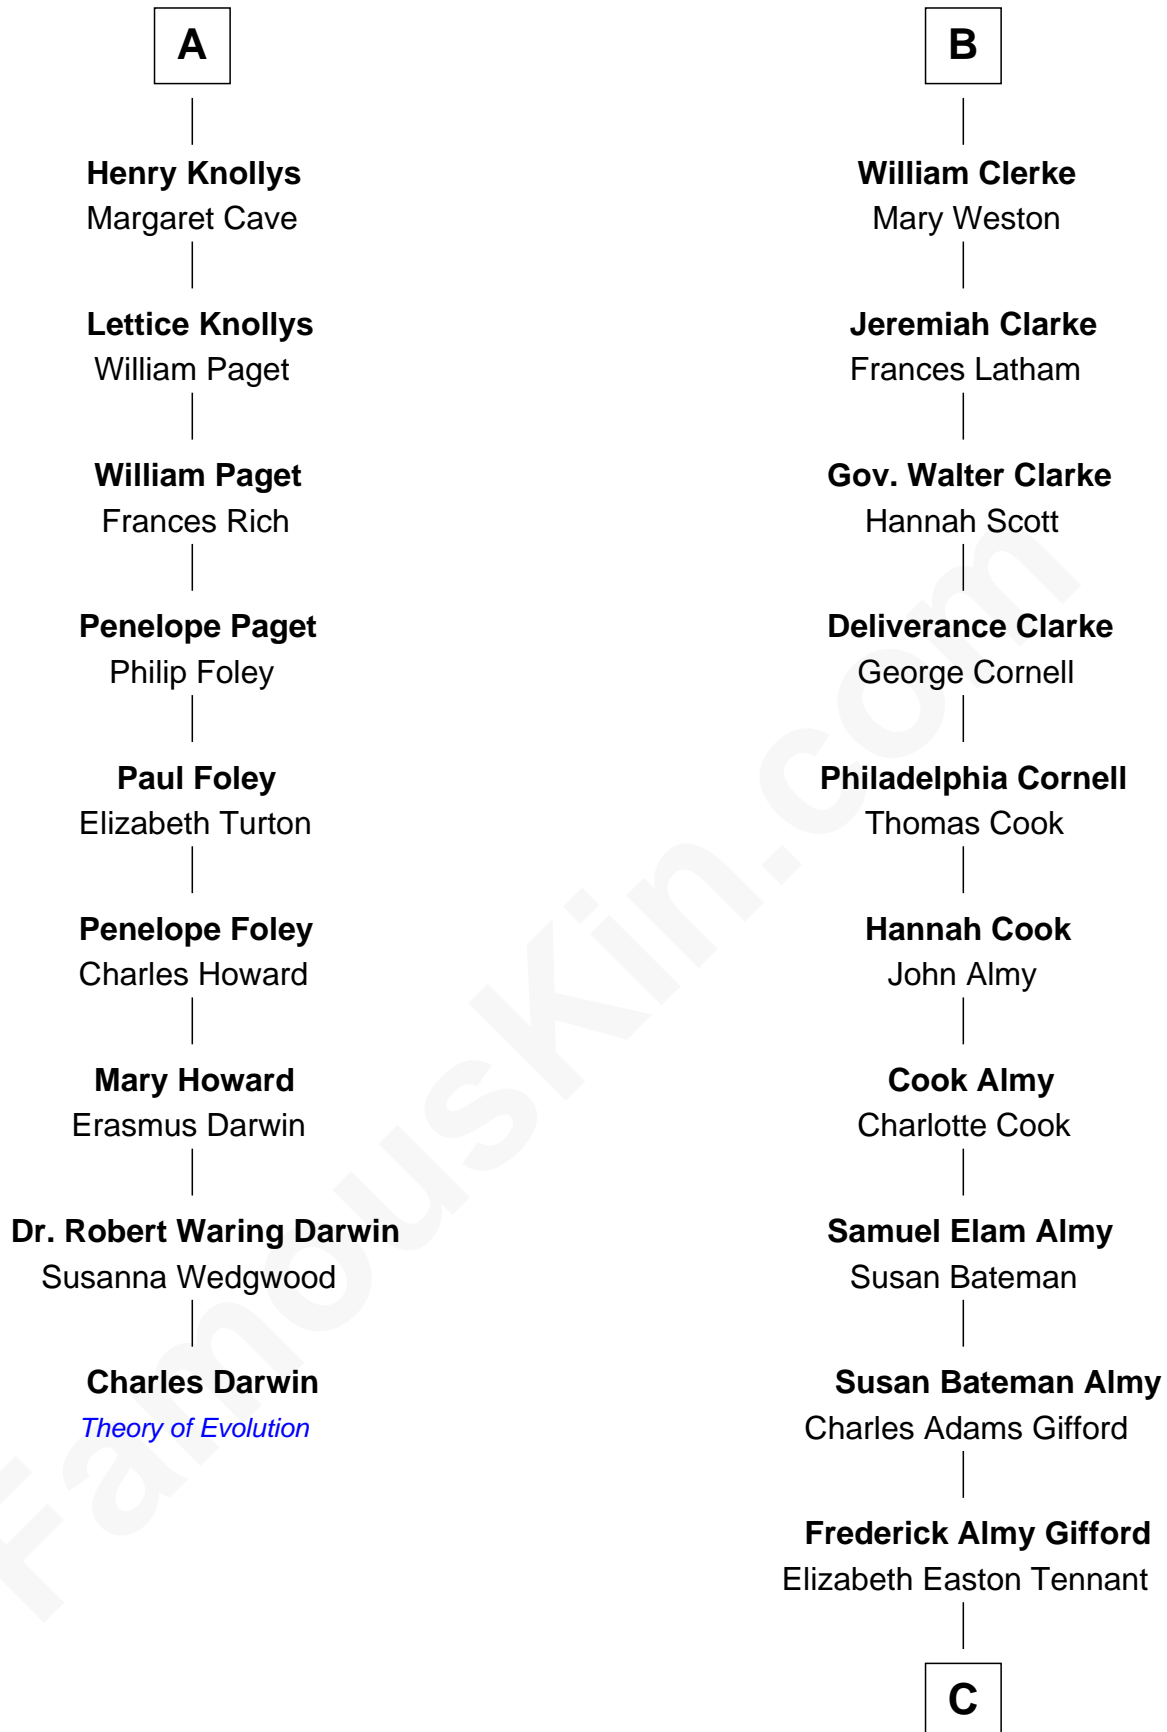 A
Henry Knollys
Margaret Cave
Lettice Knollys
William Paget
William Paget
Frances Rich
Penelope Paget
Philip Foley
Paul Foley
Elizabeth Turton
Penelope Foley
Charles Howard
Mary Howard
Erasmus Darwin
Dr. Robert Waring Darwin
Susanna Wedgwood
Charles Darwin
Theory of Evolution
B
William Clerke
Mary Weston
Jeremiah Clarke
Frances Latham
Gov. Walter Clarke
Hannah Scott
Deliverance Clarke
George Cornell
Philadelphia Cornell
Thomas Cook
Hannah Cook
John Almy
Cook Almy
Charlotte Cook
Samuel Elam Almy
Susan Bateman
Susan Bateman Almy
Charles Adams Gifford
Frederick Almy Gifford
Elizabeth Easton Tennant
C
FamousKin.com